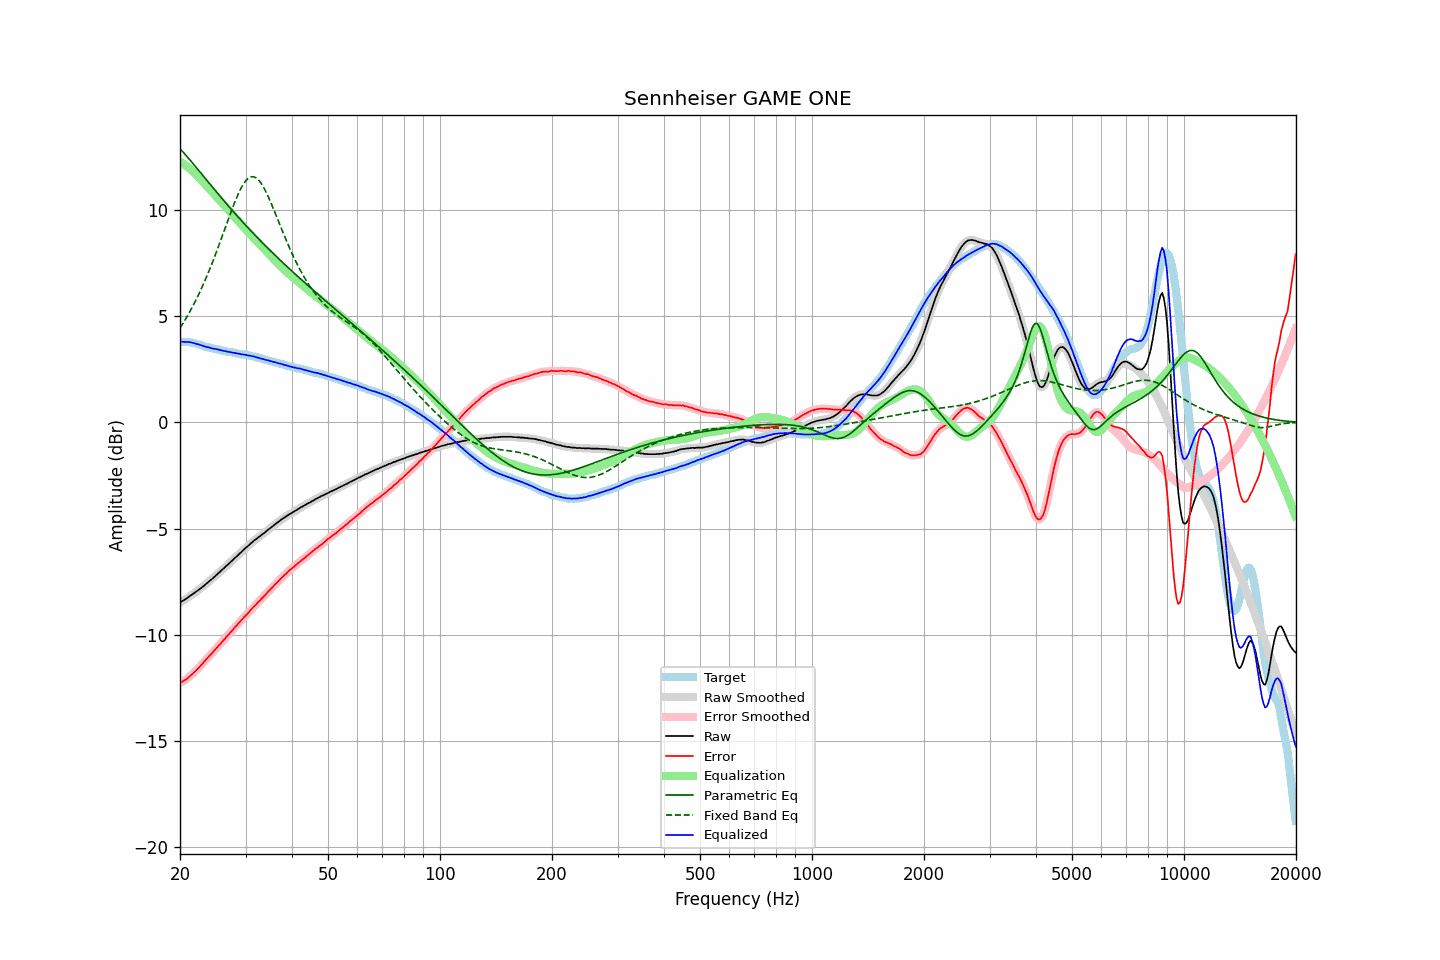 Sennheiser GAME ONE
Amplitude (dBr)
10
5
0
−5
−10
−15
−20
Target
Raw Smoothed
Error Smoothed
Raw
Error
Equalization
Parametric Eq
Fixed Band Eq
Equalized
20 50 100 200 500 1000 2000 5000 10000 20000
Frequency (Hz)